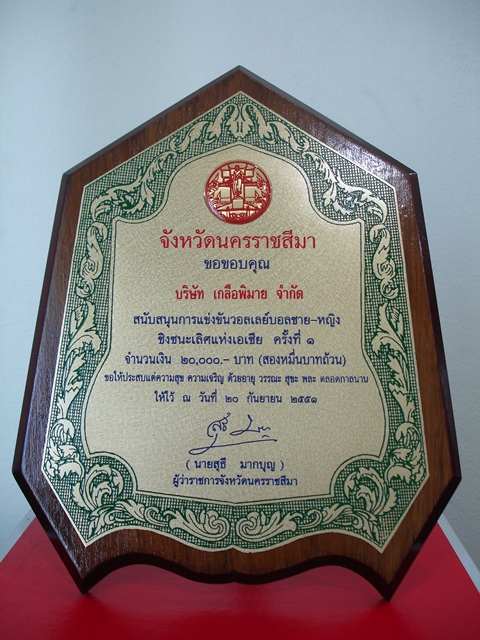 จังหวัดนครราชสีมา
ขอขอบคุณ
บริษัท เกลือพิมาย จำกัด
สนับสนุนการแข่งขันวอลเลย์บอลชาย-หญิง
ชิงชนะเลิศแห่งเอเชีย ครั้งที่ ๑
จำนวนเงิน ๒๐,๐๐๐.- บาท (สองหมื่นบาทถ้วน)
ขอให้ประสบแต่ความสุข ความเจริญ ด้วยอายุ วรรณะ สุขะ พละ ตลอดกาลนาน
ให้ไว้ ณ วันที่ ๒๐ กันยายน ๒๕๕๑
( นายสุธี มากบุญ )
ผู้ว่าราชการจังหวัดนครราชสีมา